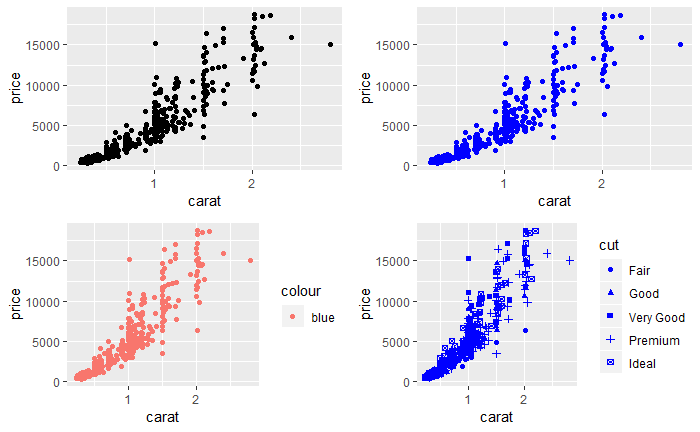 price
15000
10000
5000
0
1
2
carat
price
15000
10000
5000
0
1
2
carat
price
15000
10000
5000
0
1
2
carat
colour
blue
price
15000
10000
5000
0
1
2
carat
cut
Fair
Good
Very Good
Premium
Ideal